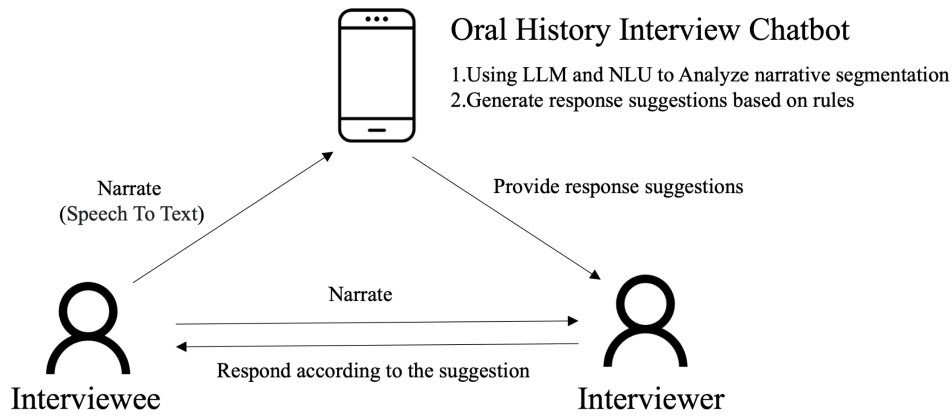 Oral History Interview Chatbot
1.Using LLM and NLU to Analyze narrative segmentation
2.Generate response suggestions based on rules
Narrate
(Speech To Text)
Provide response suggestions
Narrate
Respond according to the suggestion
Interviewee
Interviewer